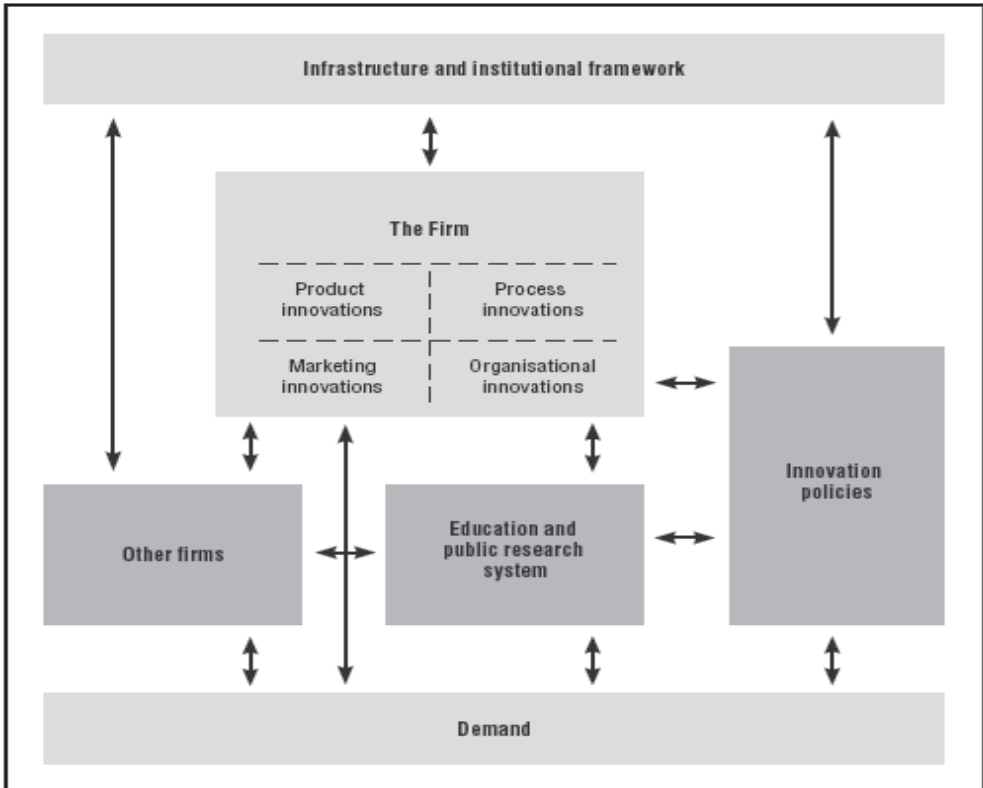 Infrastructure and institutional framework
The Firm
Product
innovations
Process
innovations
Marketing
innovations
Organisational
innovations
Innovation
policies
Other firms
Education and
public research
system
Demand